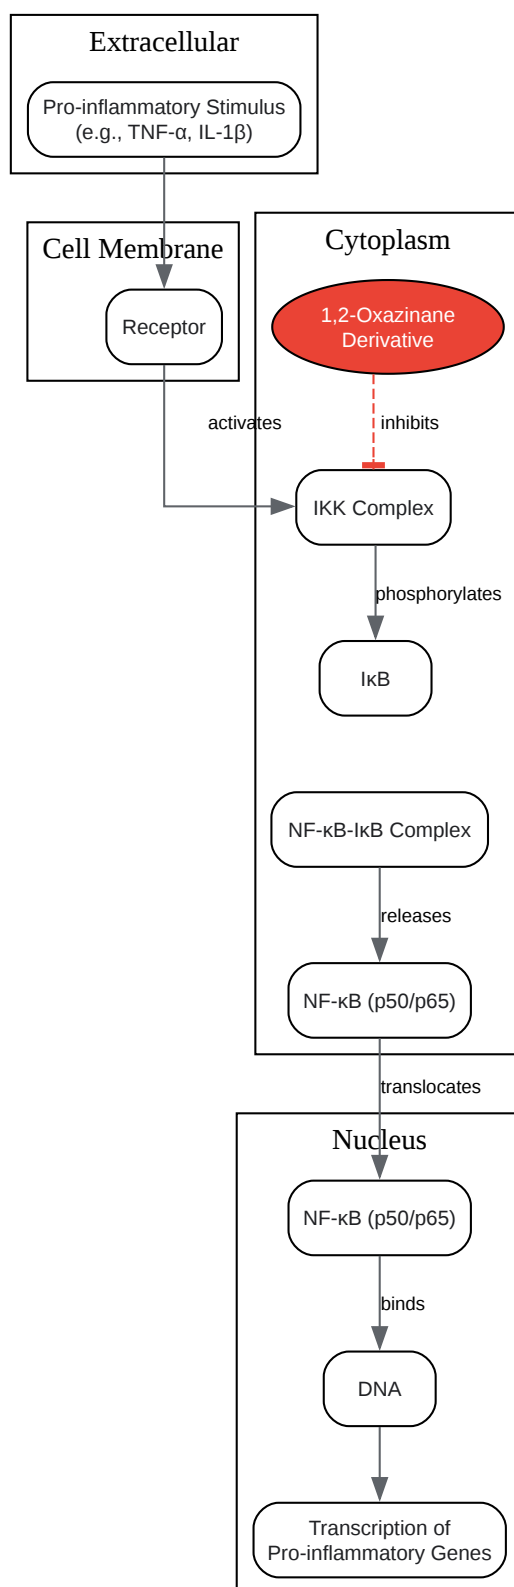 Extracellular
Pro-inflammatory Stimulus
(e.g., TNF-α, IL-1β)
Cell Membrane
Receptor
Cytoplasm
1,2-Oxazinane
Derivative
activates
inhibits
IKK Complex
phosphorylates
IκB
NF-κB-IκB Complex
releases
NF-κB (p50/p65)
translocates
Nucleus
NF-κB (p50/p65)
binds
DNA
Transcription of
Pro-inflammatory Genes